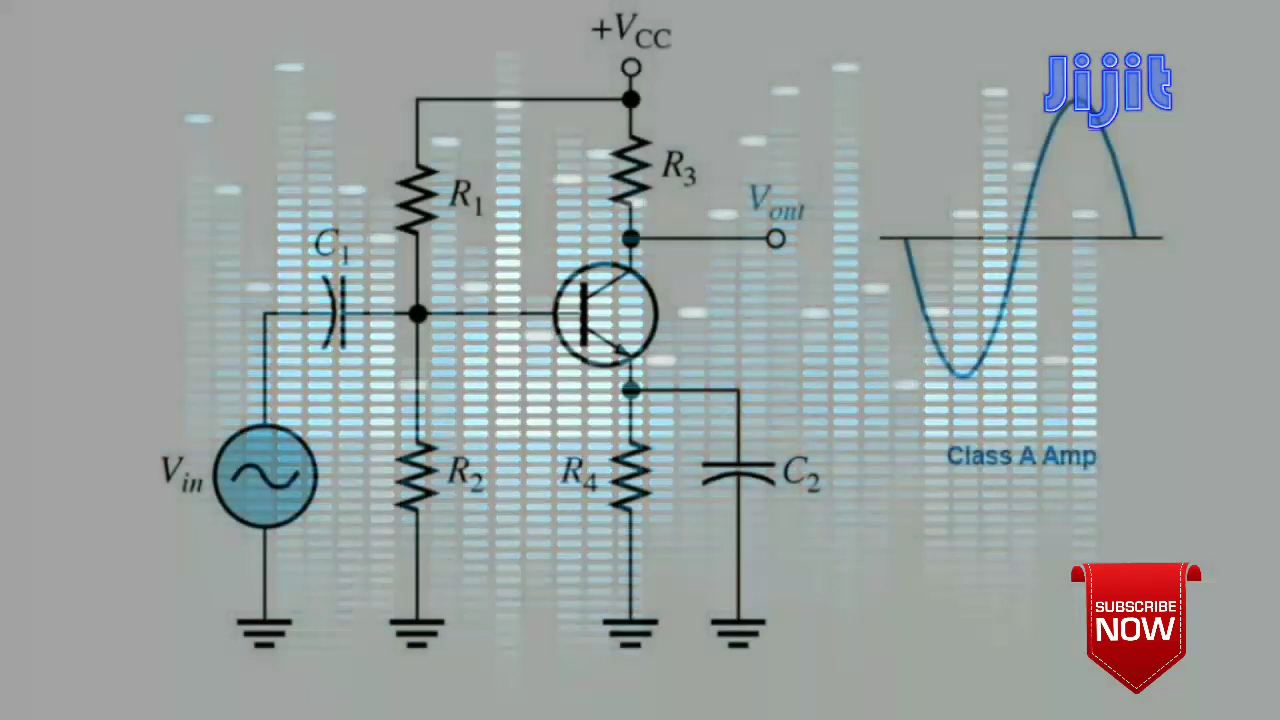 +VCC
Jijit
R3
R1
Vout
C1
Class A Amp
Vin
R2
R4
C2
SUBSCRIBE
NOW